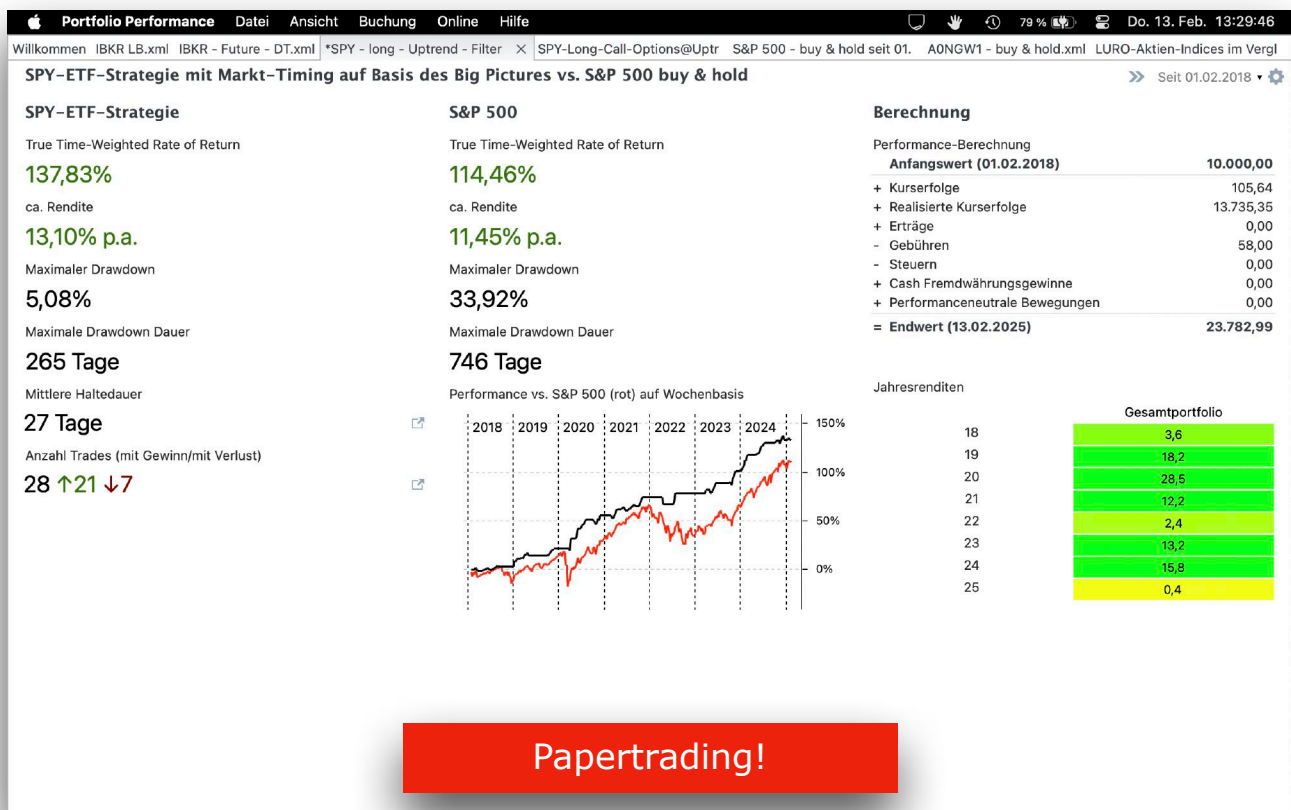 Portfolio Performance Datei Ansicht Buchung Online Hilfe 79 % Do. 13. Feb. 13:29:46
Willkommen IBKR LB.xml IBKR - Future - DT.xml *SPY - long - Uptrend - Filter × SPY-Long-Call-Options@Uptr S&P 500 - buy & hold seit 01. A0NGW1 - buy & hold.xml LURO-Aktien-Indices im Vergl
SPY-ETF-Strategie mit Markt-Timing auf Basis des Big Pictures vs. S&P 500 buy & hold Seit 01.02.2018
SPY-ETF-Strategie
True Time-Weighted Rate of Return
137,83%
ca. Rendite
13,10% p.a.
Maximaler Drawdown
5,08%
Maximale Drawdown Dauer
265 Tage
Mittlere Haltedauer
27 Tage
Anzahl Trades (mit Gewinn/mit Verlust)
28 ↑21 ↓7
S&P 500
True Time-Weighted Rate of Return
114,46%
ca. Rendite
11,45% p.a.
Maximaler Drawdown
33,92%
Maximale Drawdown Dauer
746 Tage
Performance vs. S&P 500 (rot) auf Wochenbasis
2018 2019 2020 2021 2022 2023 2024
150%
100%
50%
0%
Berechnung
Performance-Berechnung
Anfangswert (01.02.2018) 10.000,00
+ Kurserfolge 105,64
+ Realisierte Kurserfolge 13.735,35
+ Erträge 0,00
- Gebühren 58,00
- Steuern 0,00
+ Cash Fremdwährungsgewinne 0,00
+ Performanceneutrale Bewegungen 0,00
= Endwert (13.02.2025) 23.782,99
Jahresrenditen
Gesamtportfolio
18 3,6
19 18,2
20 28,5
21 12,2
22 2,4
23 13,2
24 15,8
25 0,4
Papertrading!